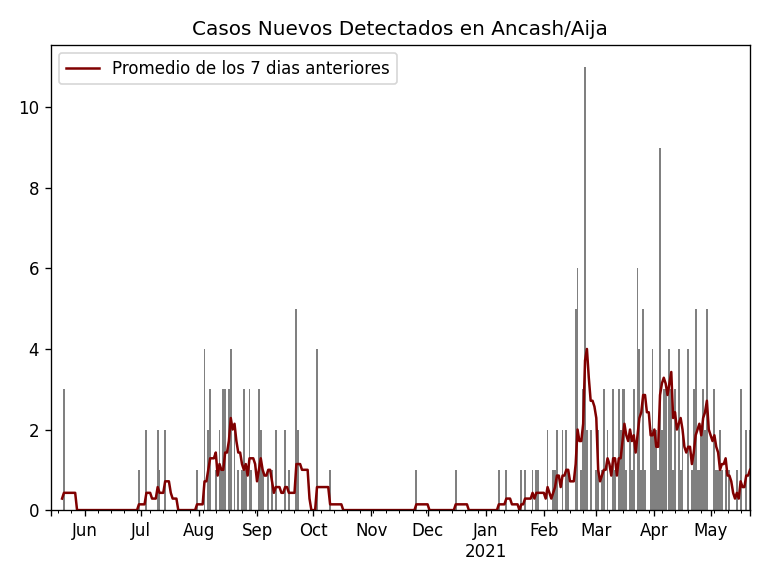 Casos Nuevos Detectados en Ancash/Aija
Promedio de los 7 dias anteriores
10
8
6
4
2
0
Jun Jul Aug Sep Oct Nov Dec Jan Feb Mar Apr May
2021